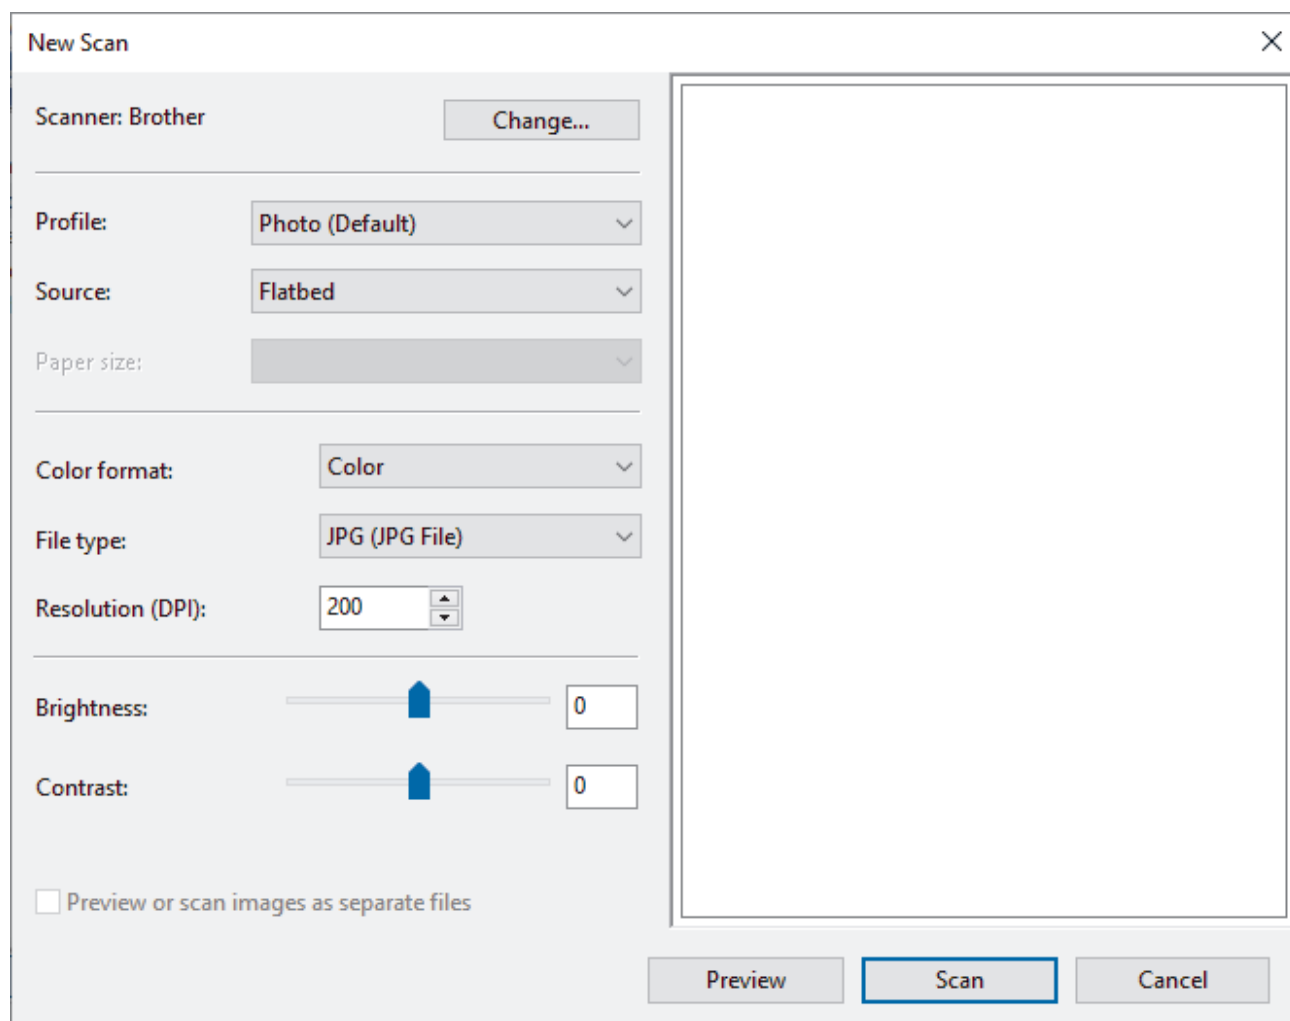 New Scan
Scanner: Brother
Change...
Profile:
Photo (Default)
Source:
Flatbed
Paper size:
Color format:
Color
File type:
JPG (JPG File)
Resolution (DPI):
200
Brightness:
0
Contrast:
0
Preview or scan images as separate files
Preview
Scan
Cancel